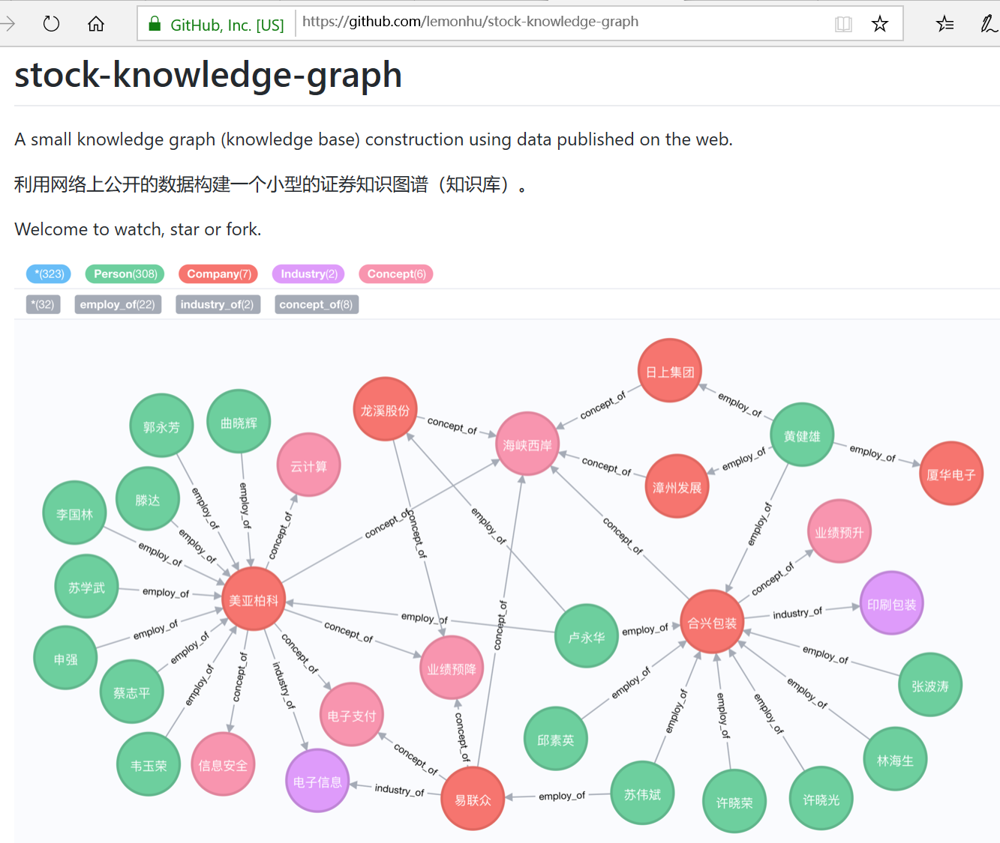 GitHub, Inc. [US]
https://github.com/lemonhu/stock-knowledge-graph
stock-knowledge-graph
A small knowledge graph (knowledge base) construction using data published on the web.
利用网络上公开的数据构建一个小型的证券知识图谱（知识库）。
Welcome to watch, star or fork.
*(323) Person(308) Company(7) Industry(2) Concept(6)
*(32) employ_of(22) industry_of(2) concept_of(8)
日上集团
龙溪股份
concept_of
employ_of
郭永芳
曲晓辉
concept_of
海峡西岸
黄健雄
云计算
employ_of
employ_of
厦华电子
concept_of
漳州发展
李国林
滕达
employ_of
employ_of
concept_of
concept_of
concept_of
employ_of
concept_of
employ_of
业绩预升
employ_of
employ_of
concept_of
苏学武
employ_of
美亚柏科
印刷包装
industry_of
合兴包装
employ_of
employ_of
concept_of
concept_of
employ_of
卢永华
申强
employ_of
concept_of
employ_of
业绩预降
蔡志平
employ_of
concept_of
industry_of
电子支付
employ_of
employ_of
employ_of
employ_of
employ_of
张波涛
韦玉荣
信息安全
concept_of
concept_of
邱素英
林海生
电子信息
industry_of
易联众
employ_of
苏伟斌
许晓荣
许晓光